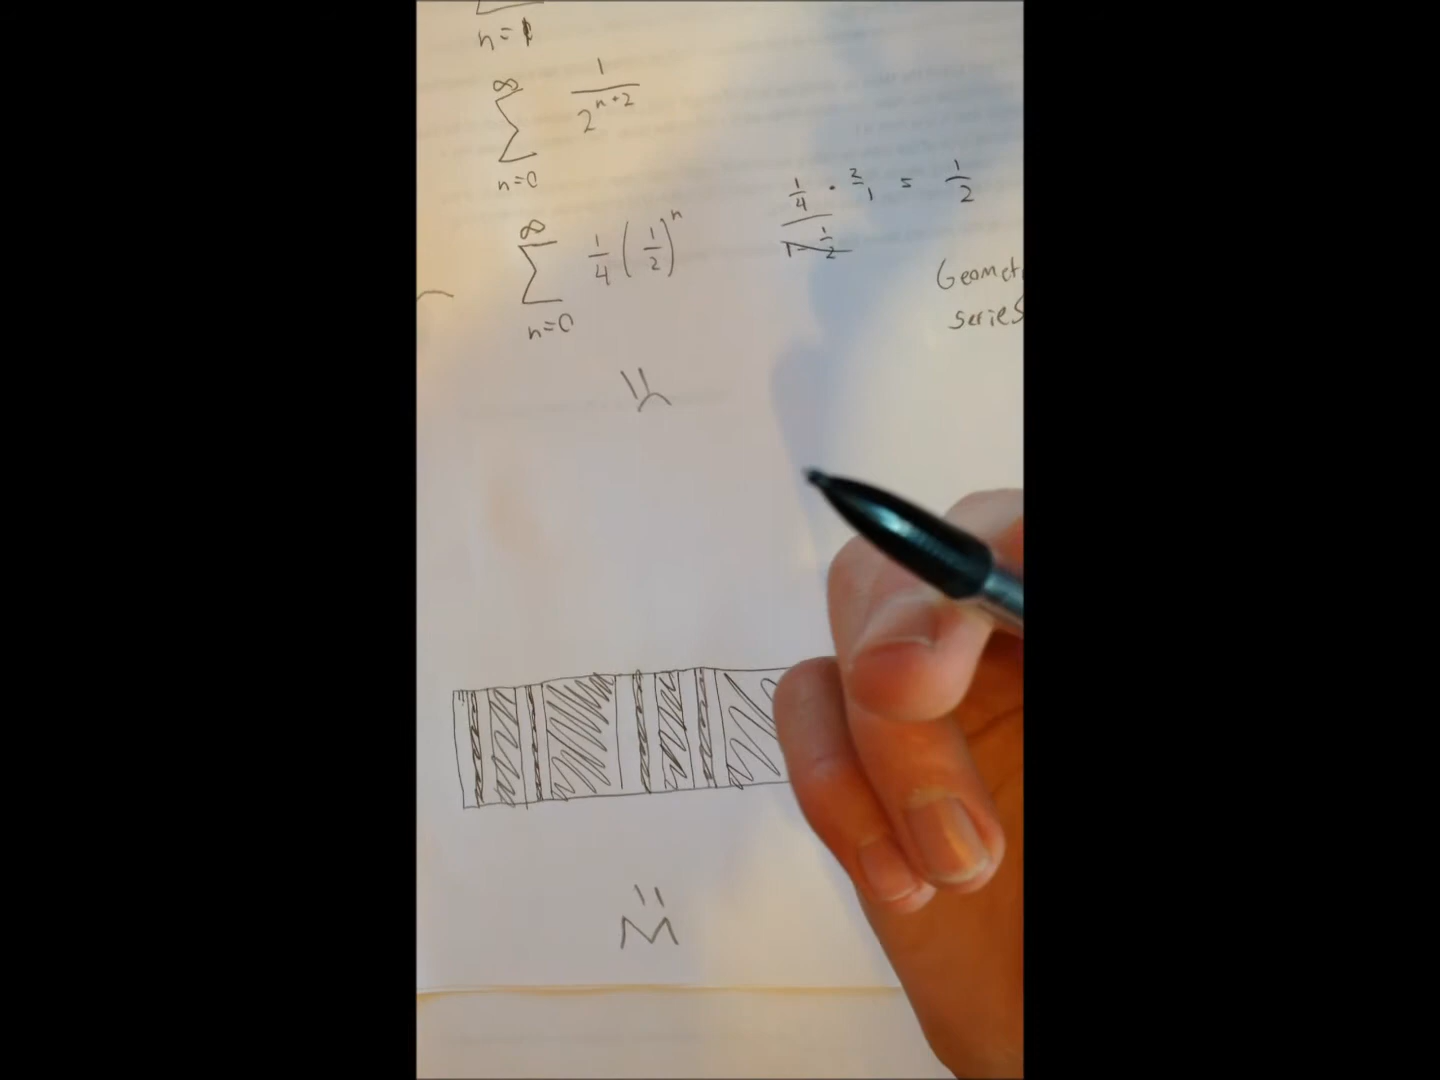 n=1
∞
Σ 1/2^(n+2)
n=0
1/4 · 2/1 = 1/2
1-1/2
∞
Σ 1/4 (1/2)^n
n=0
Geomet
series